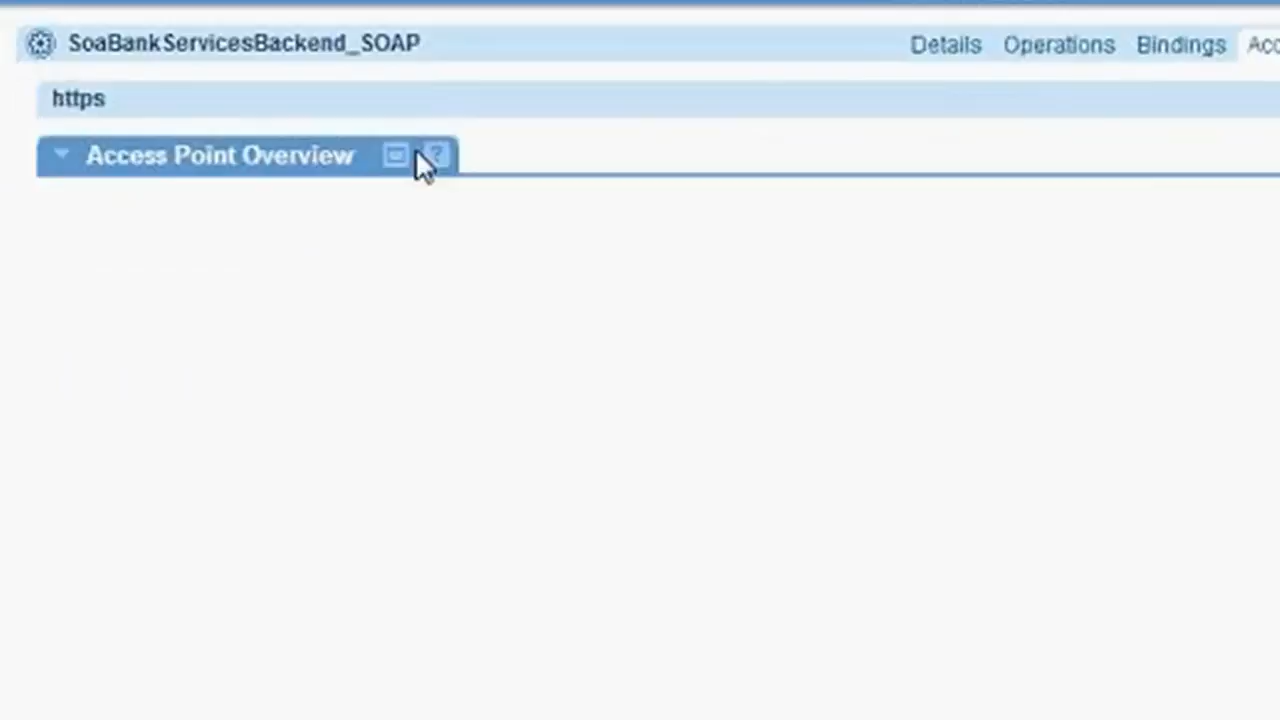 SoaBankServicesBackend_SOAP Details Operations Bindings
https
Access Point Overview ?